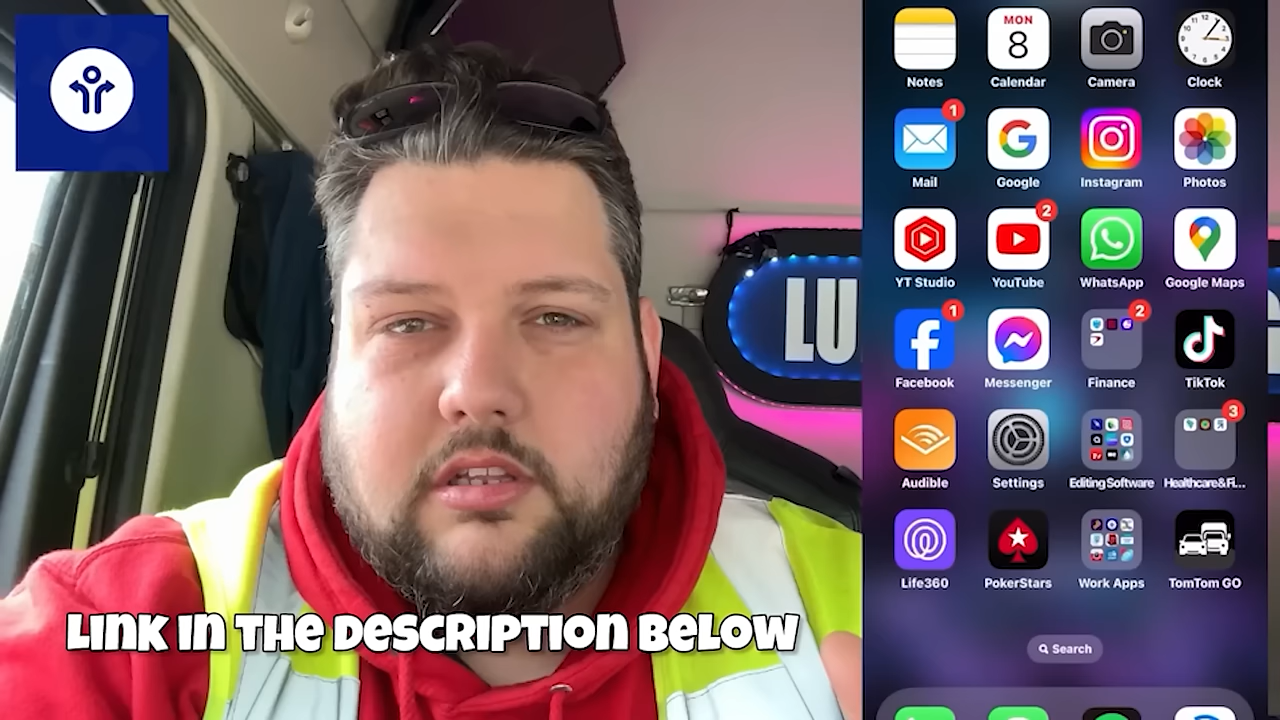 MON
8
Notes
Calendar
Camera
Clock
1
Mail
Google
Instagram
Photos
2
YT Studio
YouTube
WhatsApp
Google Maps
LU
1
2
Facebook
Messenger
Finance
TikTok
3
Audible
Settings
Editing Software
Healthcare & Fi...
Life360
PokerStars
Work Apps
TomTom GO
LINK IN THE DESCRIPTION BELOW
Search